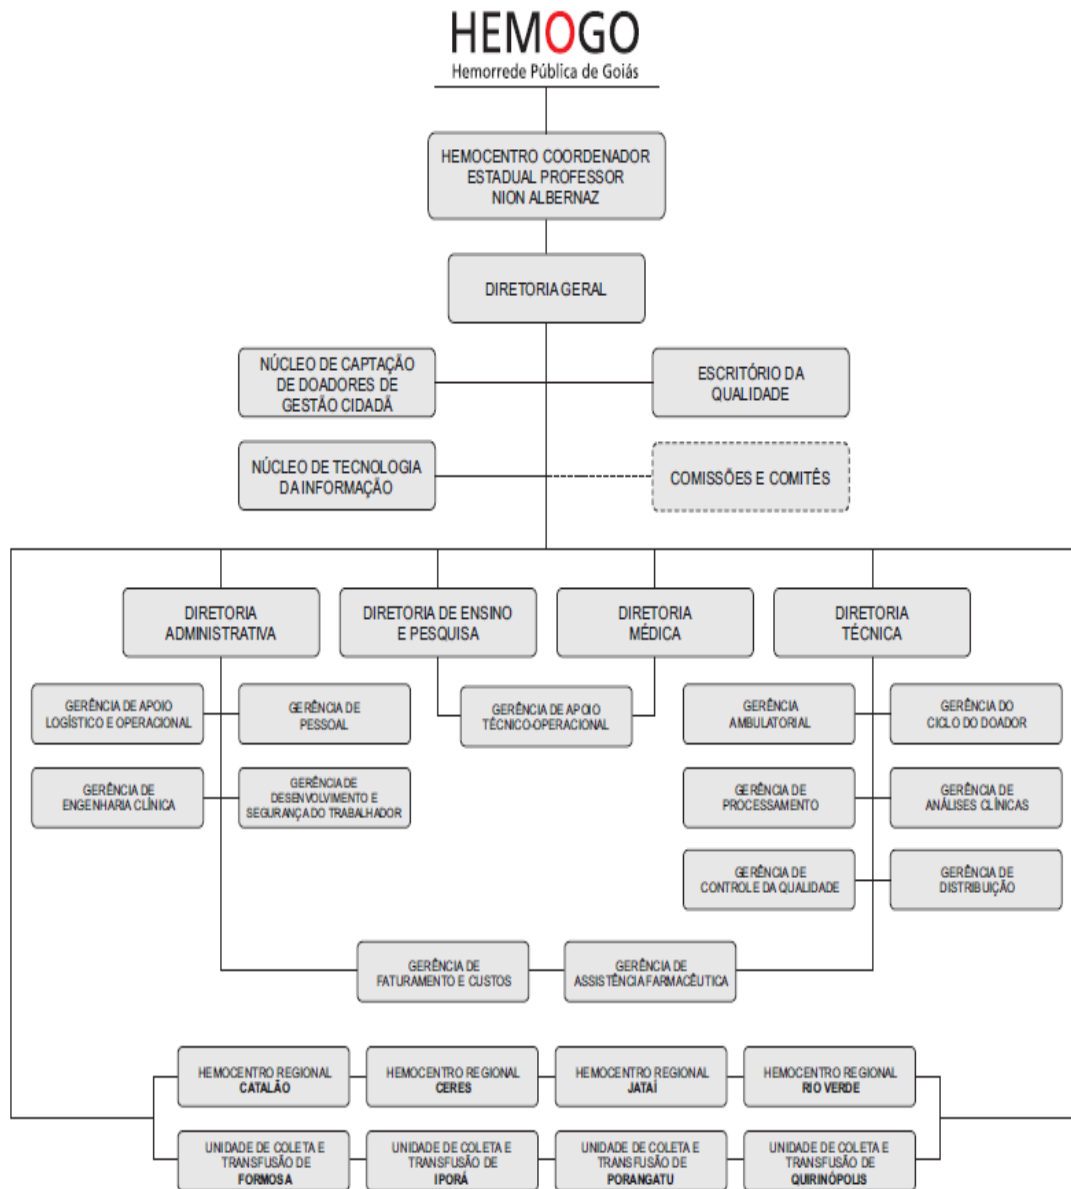 HEMOGO
Hemorrede Pública de Goiás
HEMOCENTRO COORDENADOR
ESTADUAL PROFESSOR
NION ALBERNAZ
DIRETORIA GERAL
NÚCLEO DE CAPTAÇÃO
DE DOADORES DE
GESTÃO CIDADÃ
ESCRITÓRIO DA
QUALIDADE
NÚCLEO DE TECNOLOGIA
DA INFORMAÇÃO
COMISSÕES E COMITÊS
DIRETORIA
ADMINISTRATIVA
DIRETORIA DE ENSINO
E PESQUISA
DIRETORIA
MÉDICA
DIRETORIA
TÉCNICA
GERÊNCIA DE APOIO
LOGÍSTICO E OPERACIONAL
GERÊNCIA DE
PESSOAL
GERÊNCIA DE APOIO
TÉCNICO-OPERACIONAL
GERÊNCIA
AMBULATORIAL
GERÊNCIA DO
CICLO DO DOADOR
GERÊNCIA DE
ENGENHARIA CLÍNICA
GERÊNCIA DE
DESENVOLVIMENTO E
SEGURANÇA DO TRABALHADOR
GERÊNCIA DE
PROCESSAMENTO
GERÊNCIA DE
ANÁLISES CLÍNICAS
GERÊNCIA DE
CONTROLE DA QUALIDADE
GERÊNCIA DE
DISTRIBUIÇÃO
GERÊNCIA DE
FATURAMENTO E CUSTOS
GERÊNCIA DE
ASSISTÊNCIA FARMACÊUTICA
HEMOCENTRO REGIONAL
CATALÃO
HEMOCENTRO REGIONAL
CERES
HEMOCENTRO REGIONAL
JATAÍ
HEMOCENTRO REGIONAL
RIO VERDE
UNIDADE DE COLETA E
TRANSFUSÃO DE
FORMOSA
UNIDADE DE COLETA E
TRANSFUSÃO DE
IPORÁ
UNIDADE DE COLETA E
TRANSFUSÃO DE
PORANGATU
UNIDADE DE COLETA E
TRANSFUSÃO DE
QUIRINÓPOLIS